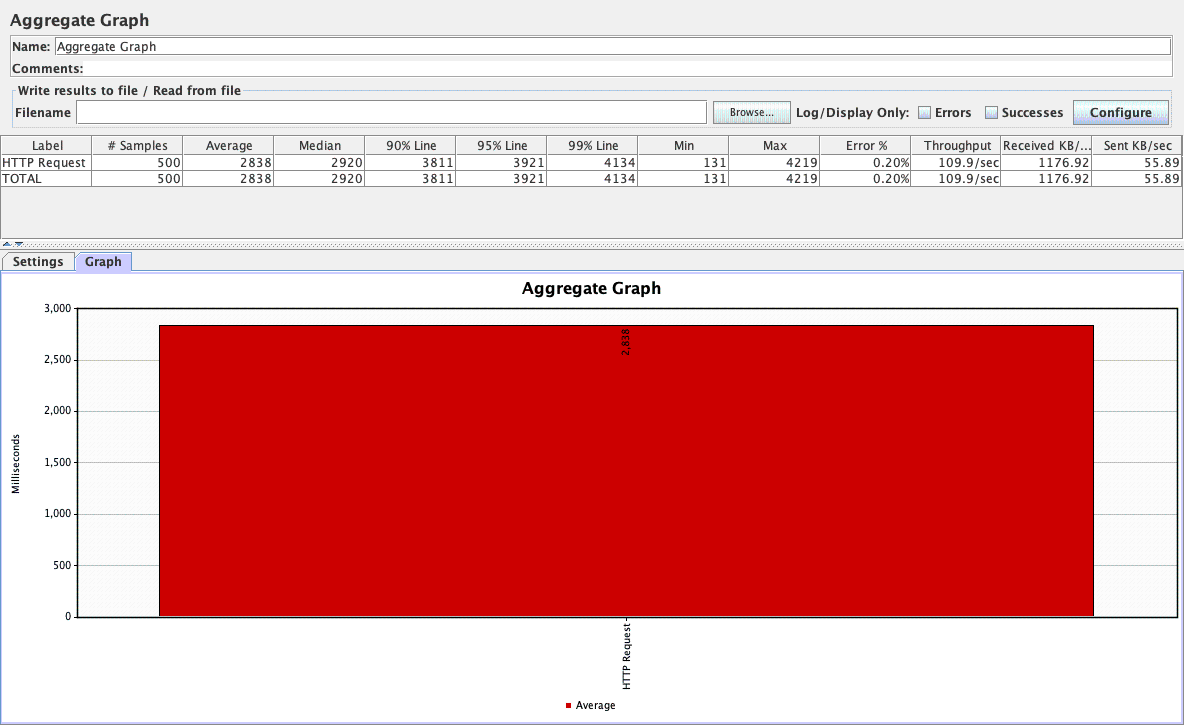 Aggregate Graph
Name: Aggregate Graph
Comments:
Write results to file / Read from file
Filename Browse... Log/Display Only: Errors Successes Configure
Label # Samples Average Median 90% Line 95% Line 99% Line Min Max Error % Throughput Received KB/... Sent KB/sec
HTTP Request 500 2838 2920 3811 3921 4134 131 4219 0.20% 109.9/sec 1176.92 55.89
TOTAL 500 2838 2920 3811 3921 4134 131 4219 0.20% 109.9/sec 1176.92 55.89
Settings Graph
Aggregate Graph
3,000
2,838
2,500
2,000
1,500
Milliseconds
1,000
500
0
HTTP Request
Average